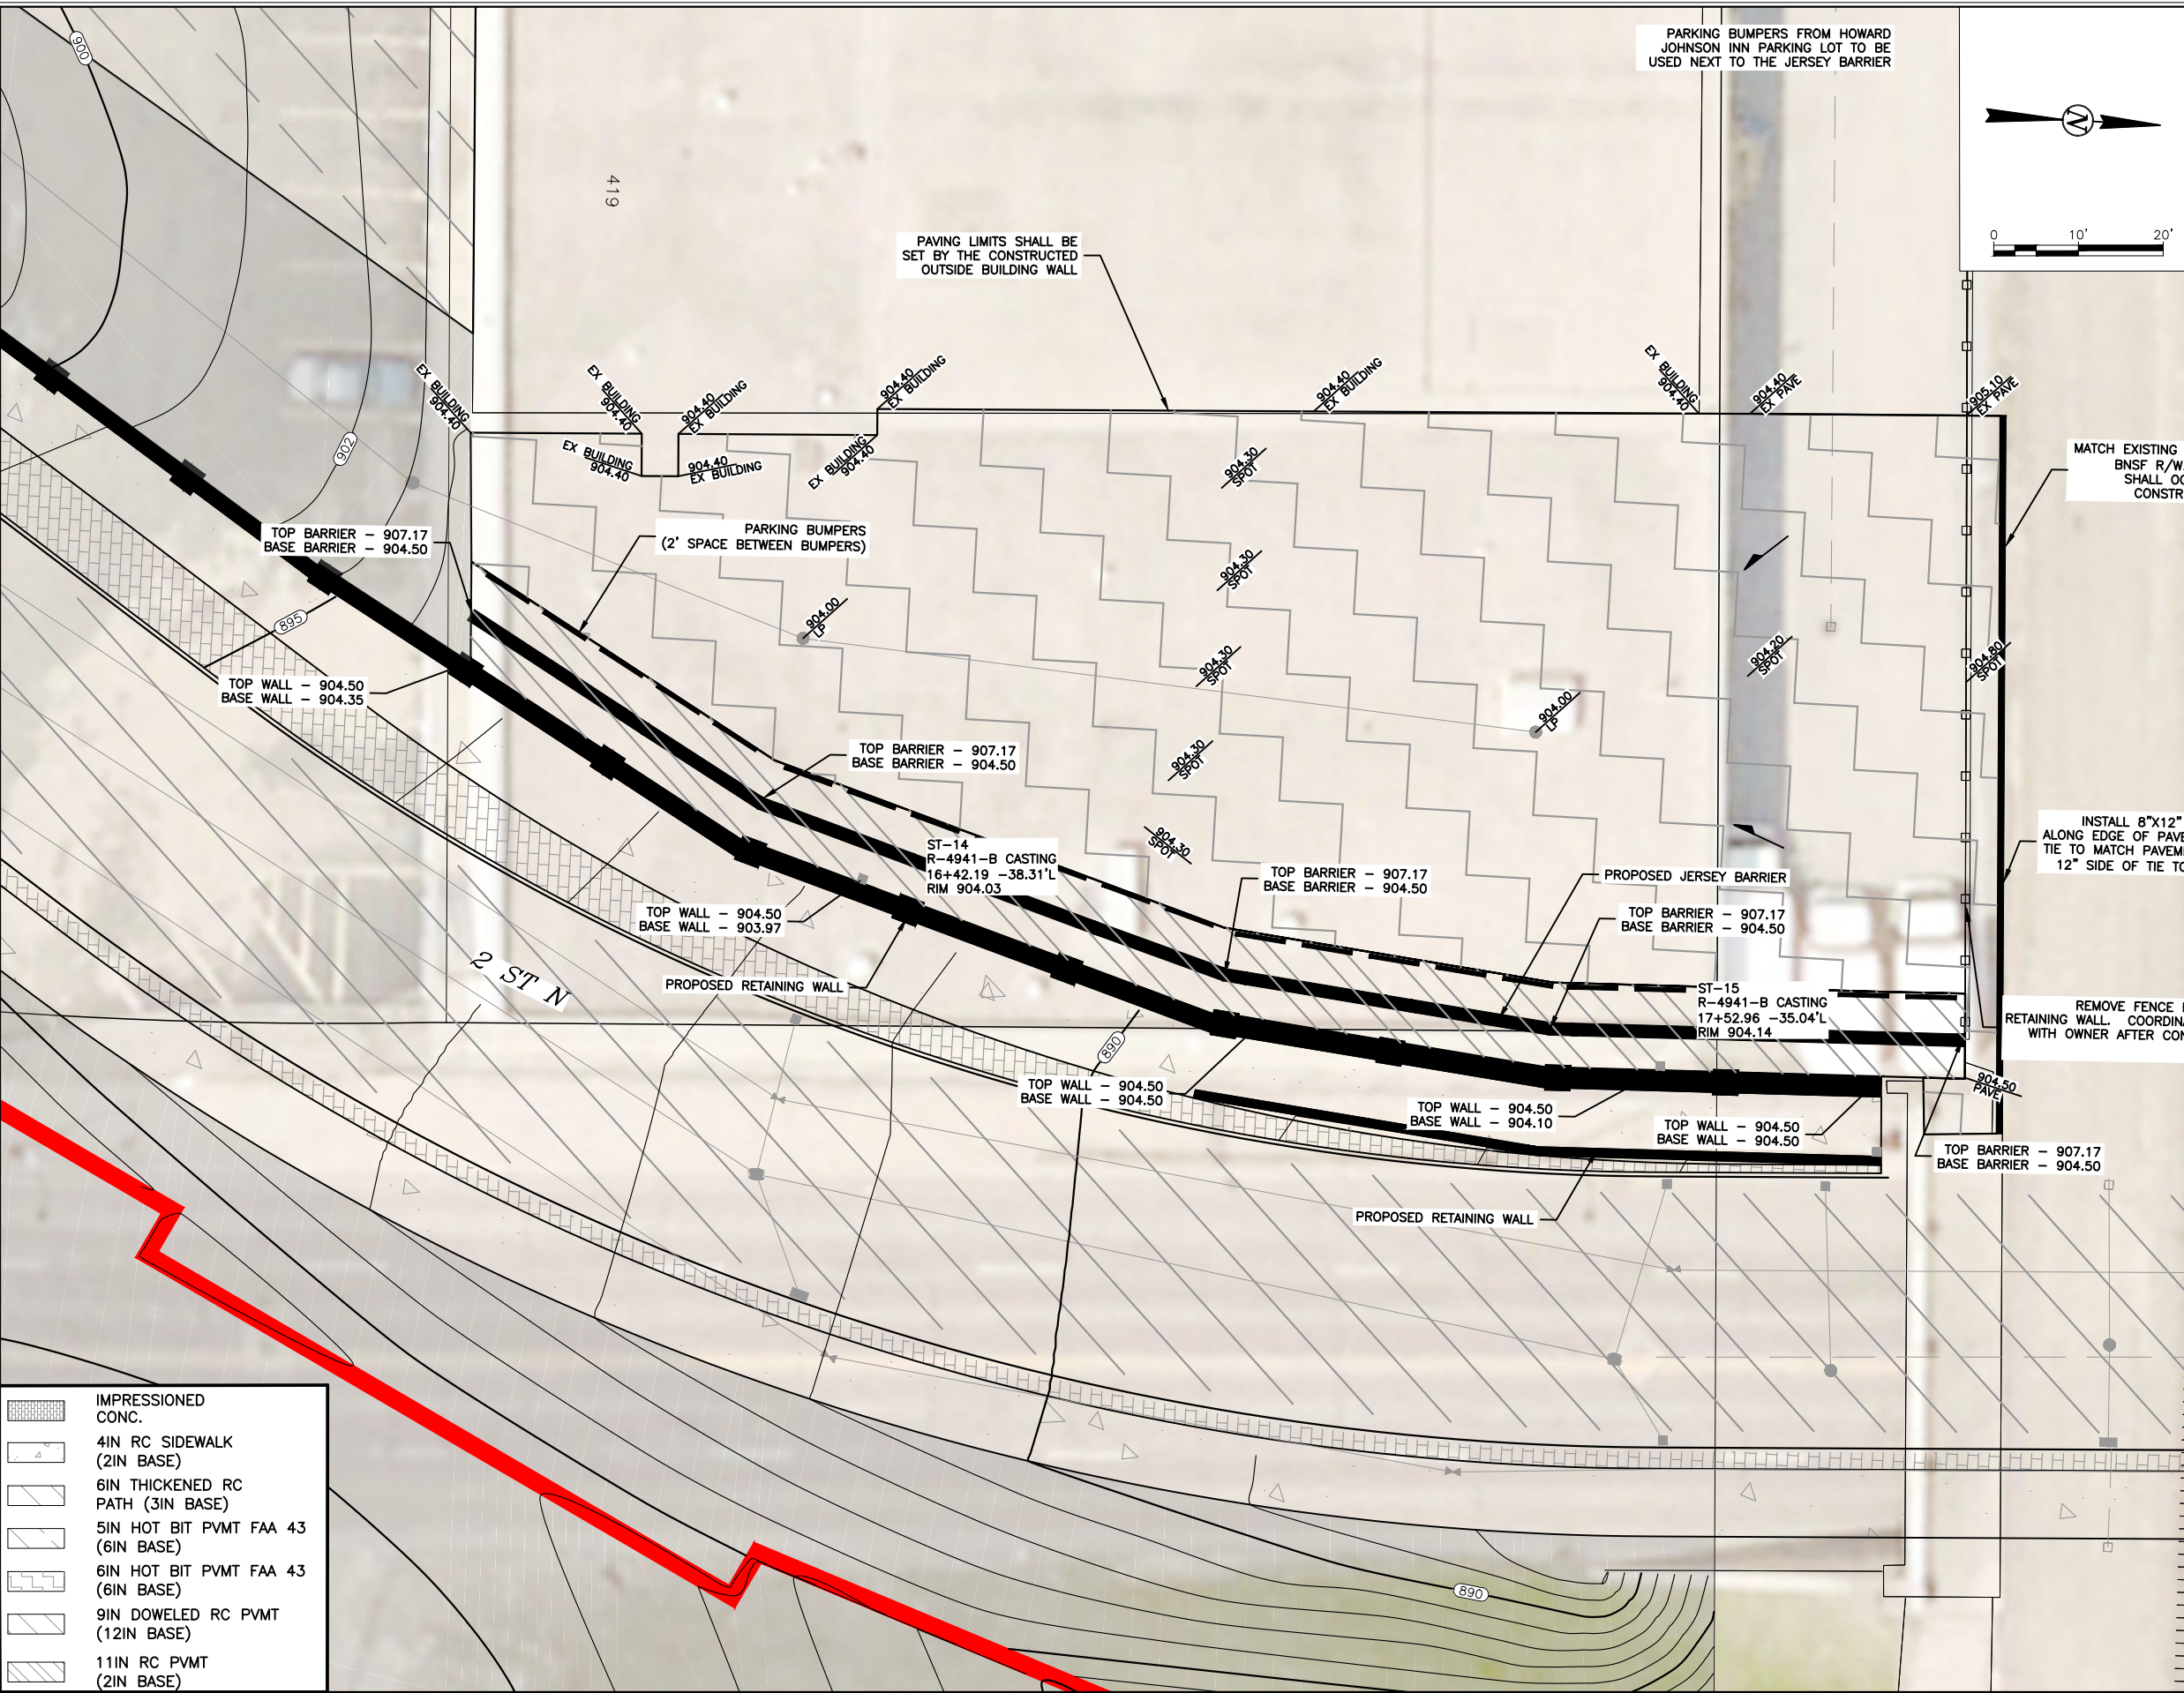 PARKING BUMPERS FROM HOWARD
JOHNSON INN PARKING LOT TO BE
USED NEXT TO THE JERSEY BARRIER
N
0 10' 20'
900
419
PAVING LIMITS SHALL BE
SET BY THE CONSTRUCTED
OUTSIDE BUILDING WALL
EX BUILDING
904.40
EX BUILDING
904.40
904.40
EX BUILDING
904.40
EX BUILDING
904.40
EX BUILDING
EX BUILDING
904.40
904.40
EX PAVE
905.10
EX PAVE
902
EX BUILDING
904.40
904.40
EX BUILDING
EX BUILDING
904.40
904.30
SPOT
MATCH EXISTING
BNSF R/W
SHALL OC
CONSTR
TOP BARRIER – 907.17
BASE BARRIER – 904.50
PARKING BUMPERS
(2' SPACE BETWEEN BUMPERS)
904.30
SPOT
895
904.00
LP
904.30
SPOT
904.20
SPOT
904.80
SPOT
TOP WALL – 904.50
BASE WALL – 904.35
904.00
LP
TOP BARRIER – 907.17
BASE BARRIER – 904.50
904.30
SPOT
904.30
SPOT
INSTALL 8"X12"
ALONG EDGE OF PAVE
TIE TO MATCH PAVEM
12" SIDE OF TIE TO
ST–14
R–4941–B CASTING
16+42.19 –38.31'L
RIM 904.03
TOP BARRIER – 907.17
BASE BARRIER – 904.50
PROPOSED JERSEY BARRIER
TOP WALL – 904.50
BASE WALL – 903.97
TOP BARRIER – 907.17
BASE BARRIER – 904.50
2 ST N
PROPOSED RETAINING WALL
ST–15
R–4941–B CASTING
17+52.96 –35.04'L
RIM 904.14
REMOVE FENCE
RETAINING WALL. COORDINA
WITH OWNER AFTER CON
890
TOP WALL – 904.50
BASE WALL – 904.50
904.50
PAVE
TOP WALL – 904.50
BASE WALL – 904.10
TOP WALL – 904.50
BASE WALL – 904.50
TOP BARRIER – 907.17
BASE BARRIER – 904.50
PROPOSED RETAINING WALL
890
IMPRESSIONED
CONC.
4IN RC SIDEWALK
(2IN BASE)
6IN THICKENED RC
PATH (3IN BASE)
5IN HOT BIT PVMT FAA 43
(6IN BASE)
6IN HOT BIT PVMT FAA 43
(6IN BASE)
9IN DOWELED RC PVMT
(12IN BASE)
11IN RC PVMT
(2IN BASE)